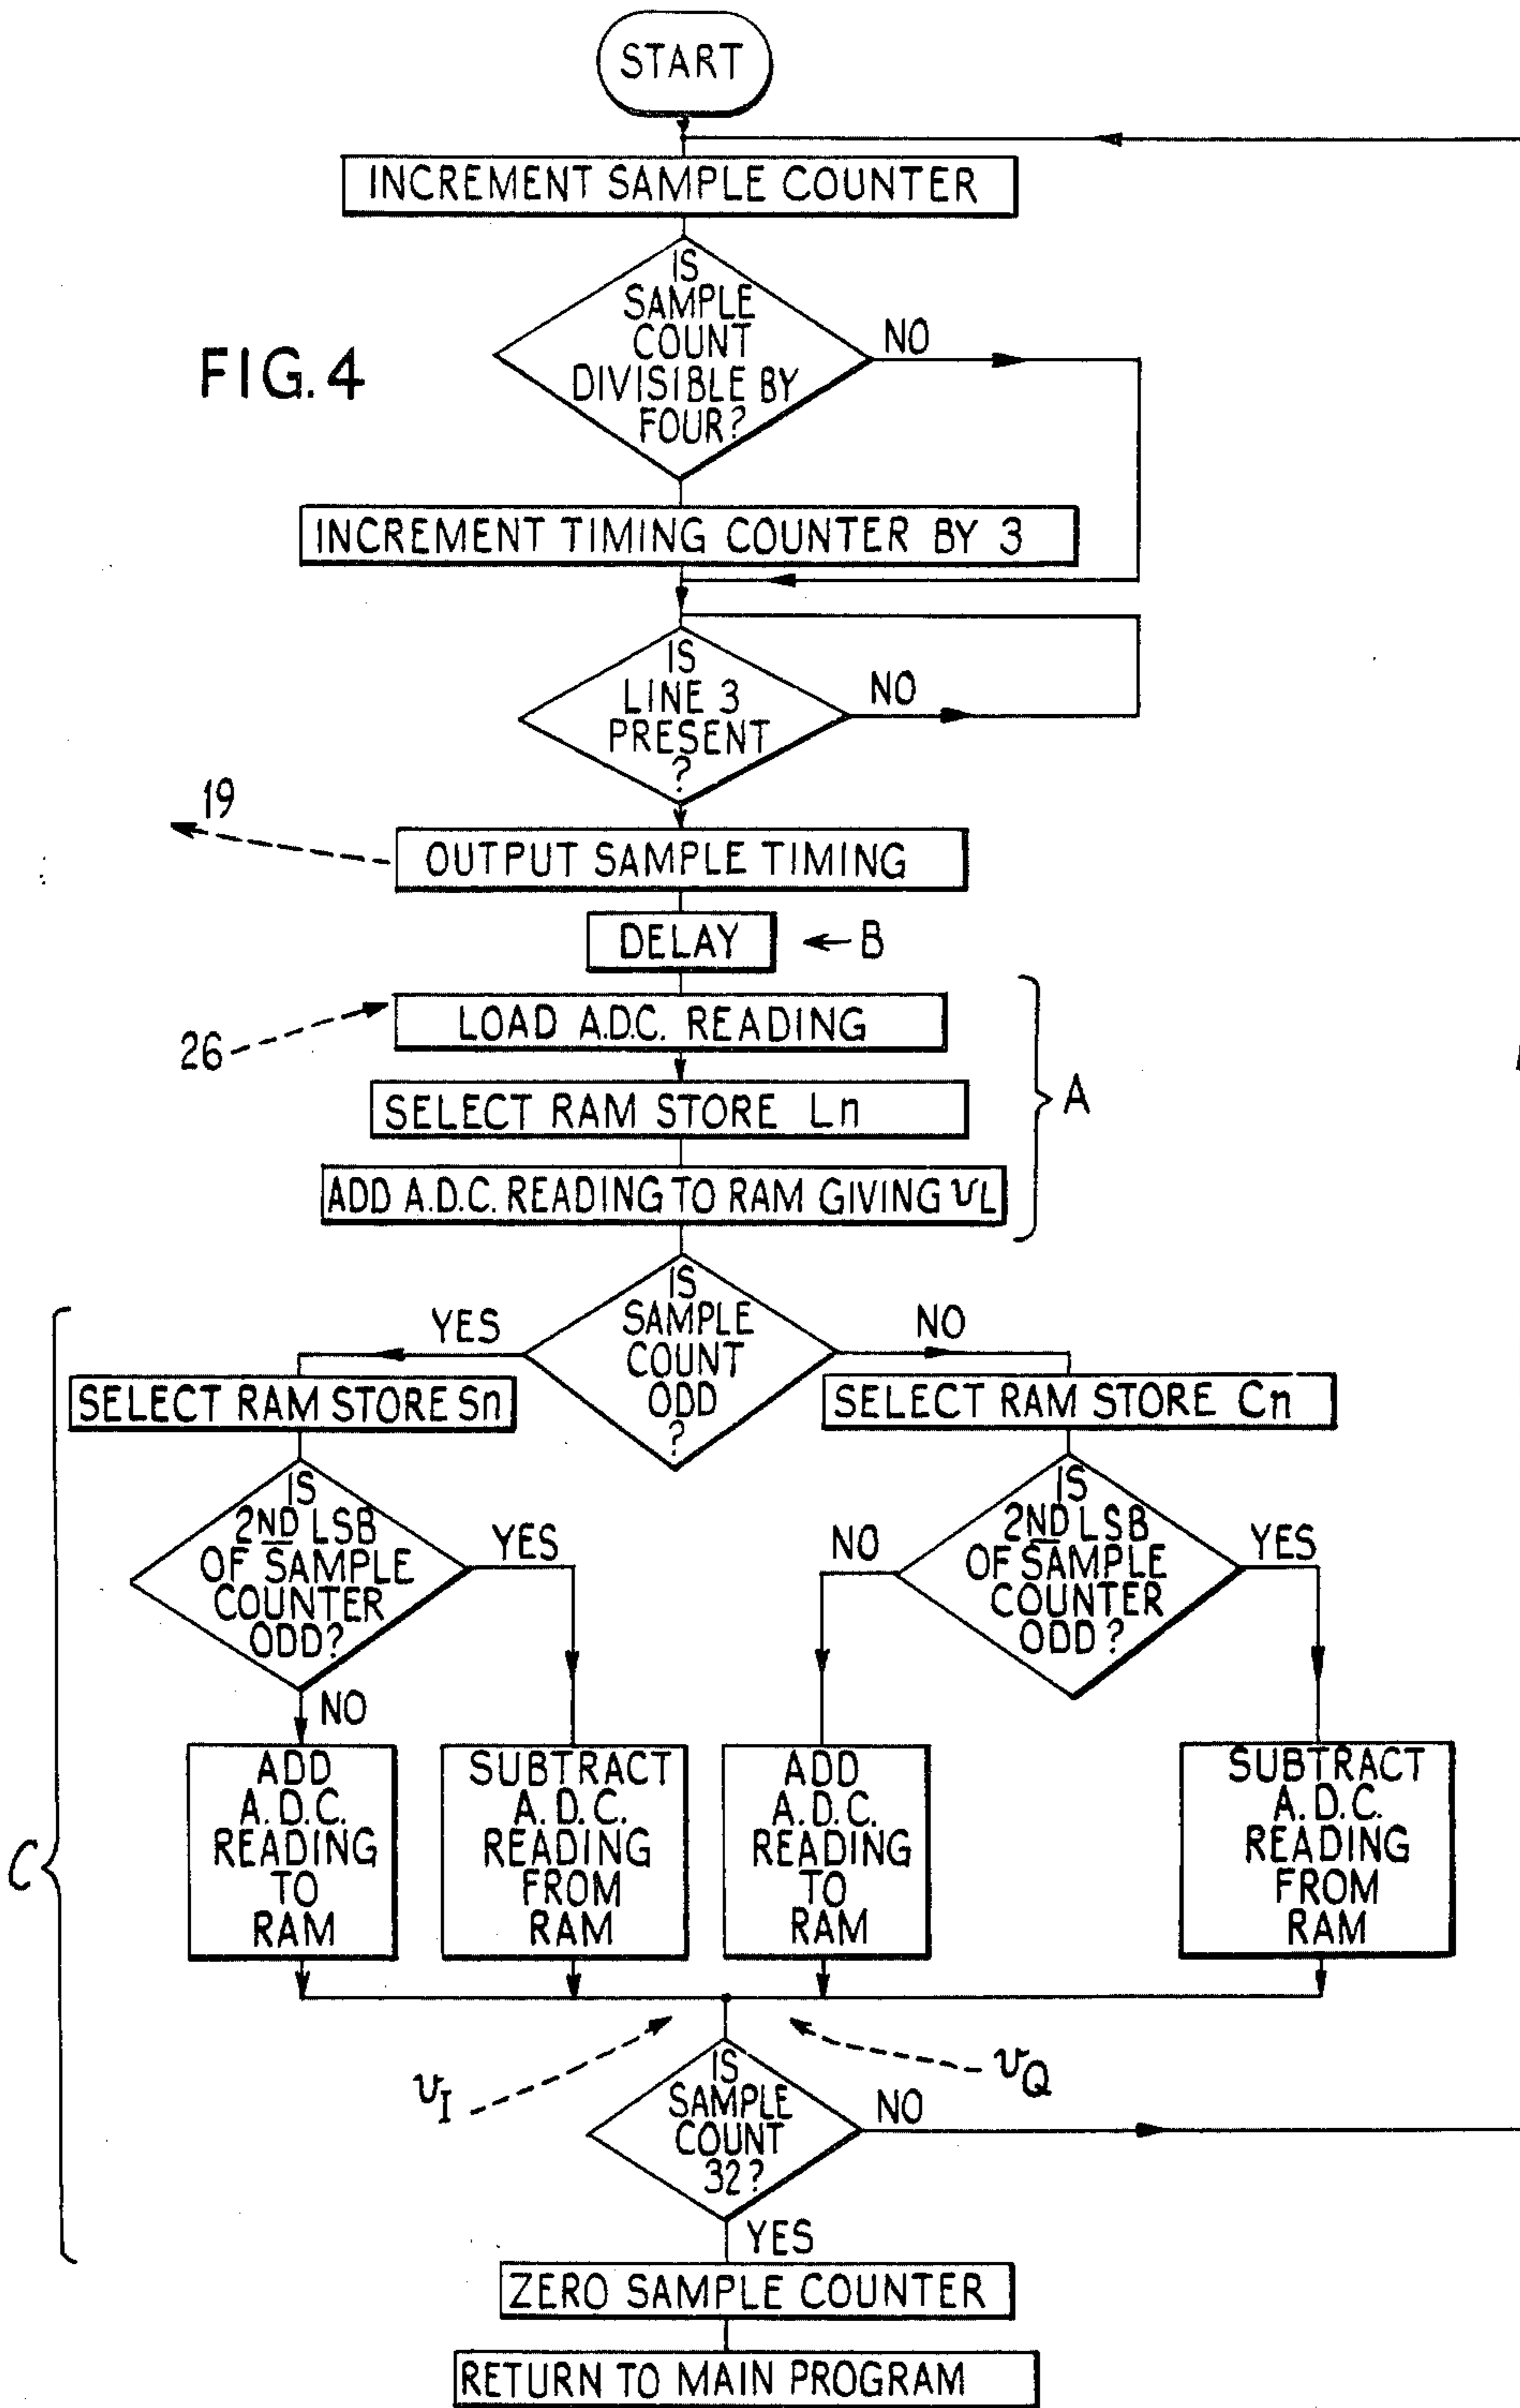 START
INCREMENT SAMPLE COUNTER
IS
SAMPLE
COUNT
DIVISIBLE BY
FOUR?
NO
FIG. 4
INCREMENT TIMING COUNTER BY 3
IS
LINE 3
PRESENT
?
NO
19
OUTPUT SAMPLE TIMING
DELAY
B
LOAD A.D.C. READING
26
SELECT RAM STORE Ln
A
ADD A.D.C. READING TO RAM GIVING vL
IS
SAMPLE
COUNT
ODD
?
YES
NO
SELECT RAM STORE Sn
SELECT RAM STORE Cn
IS
2ND LSB
OF SAMPLE
COUNTER
ODD?
YES
NO
IS
2ND LSB
OF SAMPLE
COUNTER
ODD?
NO
YES
C
ADD
A.D.C.
READING
TO
RAM
SUBTRACT
A.D.C.
READING
FROM
RAM
ADD
A.D.C.
READING
TO
RAM
SUBTRACT
A.D.C.
READING
FROM
RAM
vI
vQ
IS
SAMPLE
COUNT
32?
NO
YES
ZERO SAMPLE COUNTER
RETURN TO MAIN PROGRAM